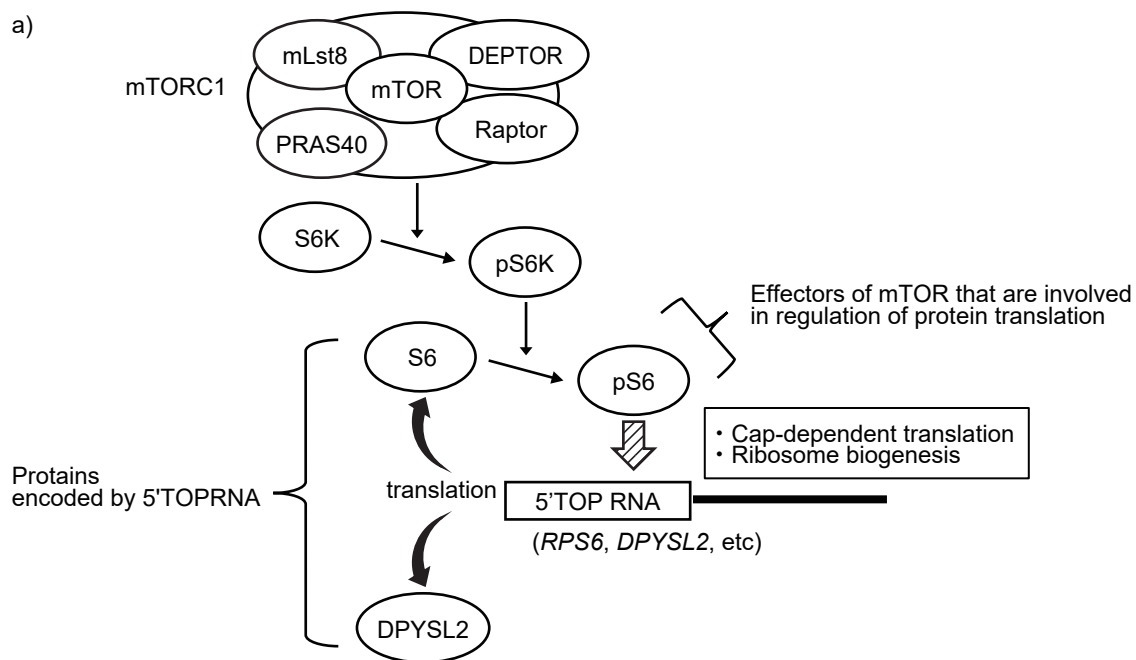 a)
mLst8
DEPTOR
mTORC1
mTOR
PRAS40
Raptor
S6K
pS6K
Effectors of mTOR that are involved
in regulation of protein translation
S6
pS6
・Cap-dependent translation
・Ribosome biogenesis
Protains
encoded by 5'TOPRNA
translation
5’TOP RNA
(RPS6, DPYSL2, etc)
DPYSL2